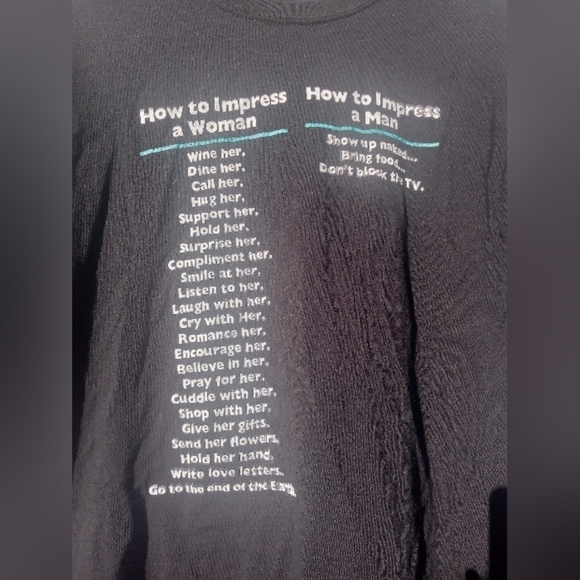 How to Impress
a Woman
Wine her.
Dine her.
Call her.
Hug her.
Support her.
Hold her.
Surprise her.
Compliment her.
Smile at her.
Listen to her.
Laugh with her.
Cry with Her.
Romance her.
Encourage her.
Believe in her.
Pray for her.
Cuddle with her.
Shop with her.
Give her gifts.
Send her flowers.
Hold her hand.
Write love letters.
Go to the end of the Earth
How to Impress
a Man
Show up naked...
Bring food...
Don't block the TV.